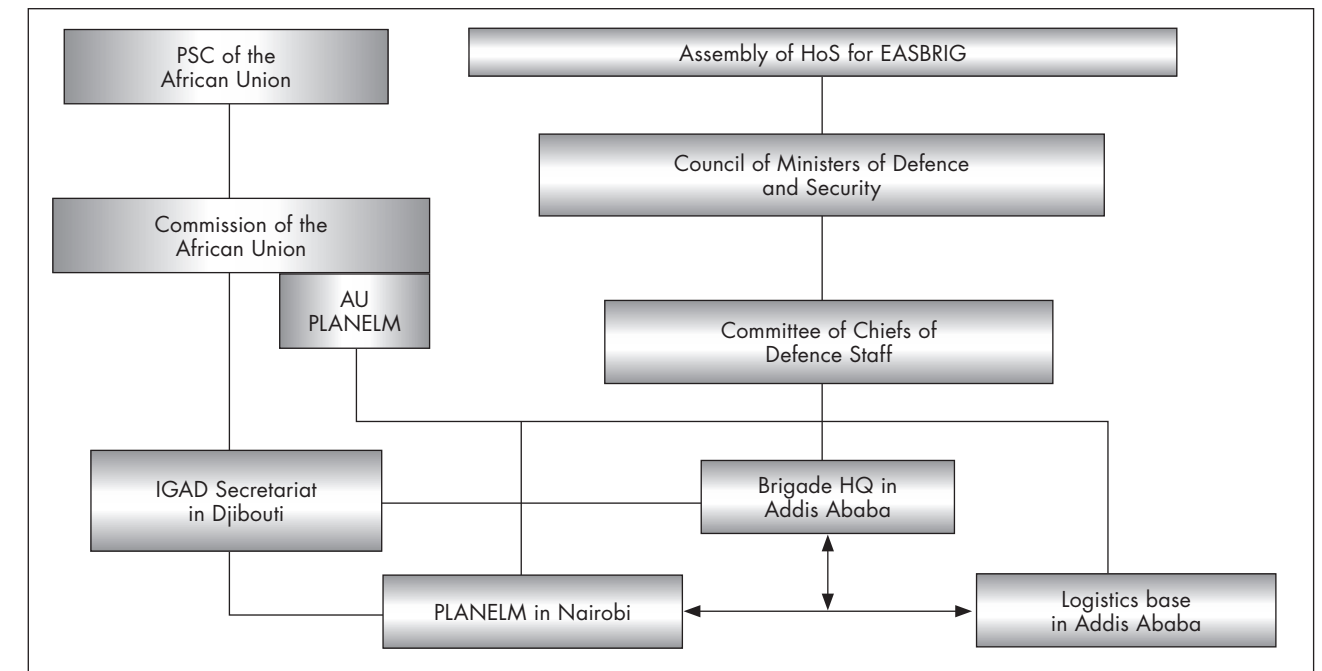 PSC of the
African Union
Assembly of HoS for EASBRIG
Council of Ministers of Defence
and Security
Commission of the
African Union
AU
PLANELM
Committee of Chiefs of
Defence Staff
IGAD Secretariat
in Djibouti
Brigade HQ in
Addis Ababa
PLANELM in Nairobi
Logistics base
in Addis Ababa